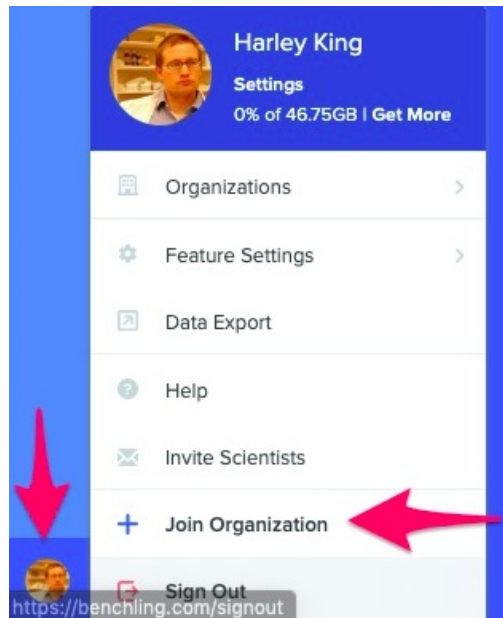 Harley King
Settings
0% of 46.75GB | Get More
Organizations
Feature Settings
Data Export
Help
Invite Scientists
Join Organization
Sign Out
https://benchling.com/signout